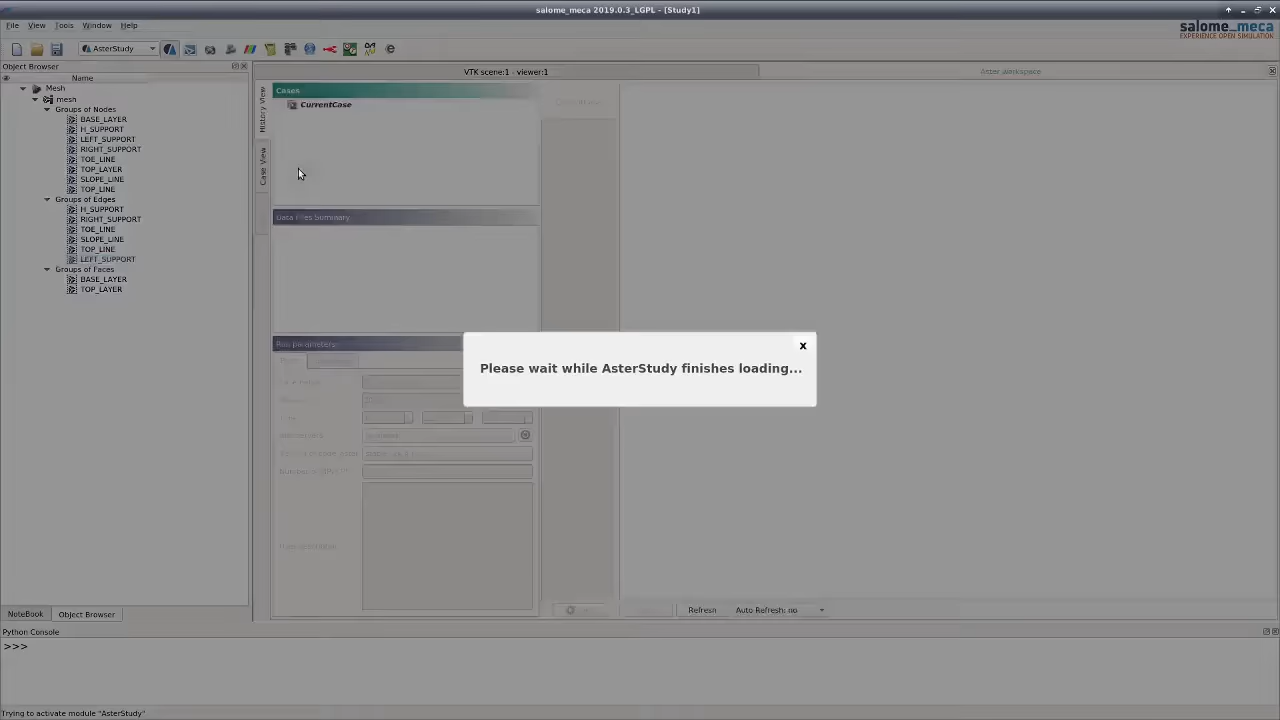 salome_meca 2019.0.3_LGPL - [Study1]
File View Tools Window Help
salome_meca
EXPERIENCE OPEN SIMULATION
AsterStudy
Object Browser
Name
Mesh
mesh
Groups of Nodes
BASE_LAYER
H_SUPPORT
LEFT_SUPPORT
RIGHT_SUPPORT
TOE_LINE
TOP_LAYER
SLOPE_LINE
TOP_LINE
Groups of Edges
H_SUPPORT
RIGHT_SUPPORT
TOE_LINE
SLOPE_LINE
TOP_LINE
LEFT_SUPPORT
Groups of Faces
BASE_LAYER
TOP_LAYER
NoteBook Object Browser
VTK scene:1 - viewer:1
Aster Workspace
History View
Case View
Cases
CurrentCase
Data Files Summary
Run parameters
Please wait while AsterStudy finishes loading...
x
Refresh Auto Refresh: no
Python Console
>>>
Trying to activate module "AsterStudy"